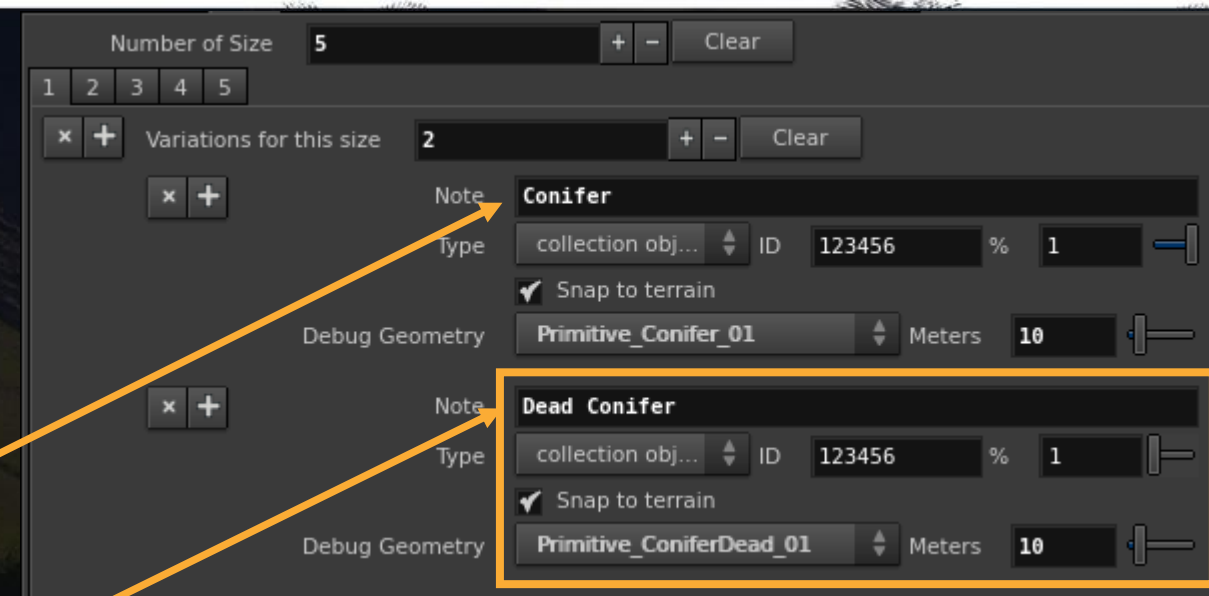 Number of Size 5 + - Clear
1 2 3 4 5
× + Variations for this size 2 + - Clear
× + Note Conifer
Type collection obj... ID 123456 % 1
Snap to terrain
Debug Geometry Primitive_Conifer_01 Meters 10
× + Note Dead Conifer
Type collection obj... ID 123456 % 1
Snap to terrain
Debug Geometry Primitive_ConiferDead_01 Meters 10